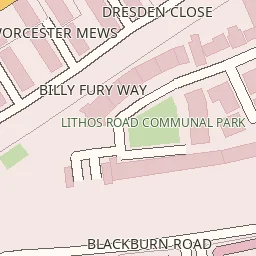 DRESDEN CLOSE
WORCESTER MEWS
BILLY FURY WAY
LITHOS ROAD COMMUNAL PARK
BLACKBURN ROAD